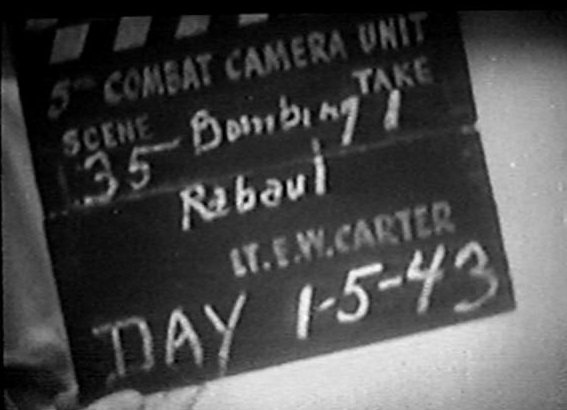 5TH COMBAT CAMERA UNIT
SCENE TAKE
35- Bombing 1
Rabaul
LT. E.W. CARTER
DAY 1-5-43